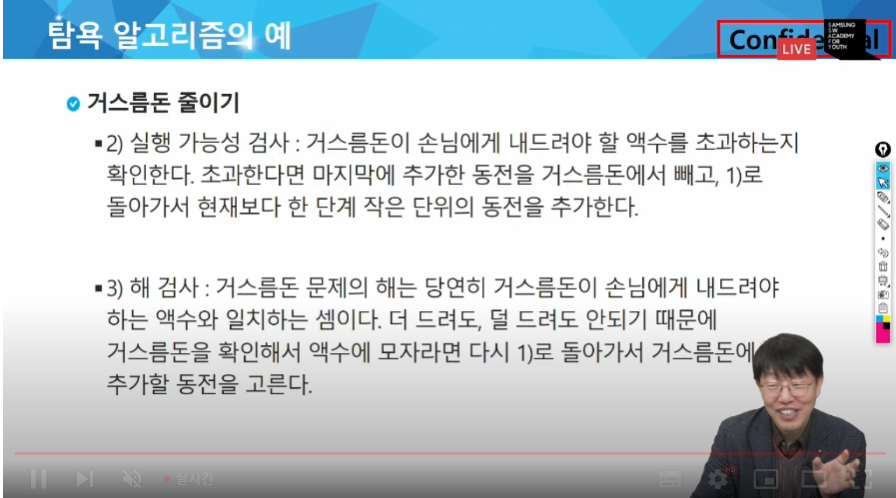 탐욕 알고리즘의 예
SAMSUNG
SW
ACADEMY
FOR
YOUTH
LIVE
거스름돈 줄이기
2) 실행 가능성 검사 : 거스름돈이 손님에게 내드려야 할 액수를 초과하는지
확인한다. 초과한다면 마지막에 추가한 동전을 거스름돈에서 빼고, 1)로
돌아가서 현재보다 한 단계 작은 단위의 동전을 추가한다.
3) 해 검사 : 거스름돈 문제의 해는 당연히 거스름돈이 손님에게 내드려야
하는 액수와 일치하는 셈이다. 더 드려도, 덜 드려도 안되기 때문에
거스름돈을 확인해서 액수에 모자라면 다시 1)로 돌아가서 거스름돈에
추가할 동전을 고른다.
실시간
HD